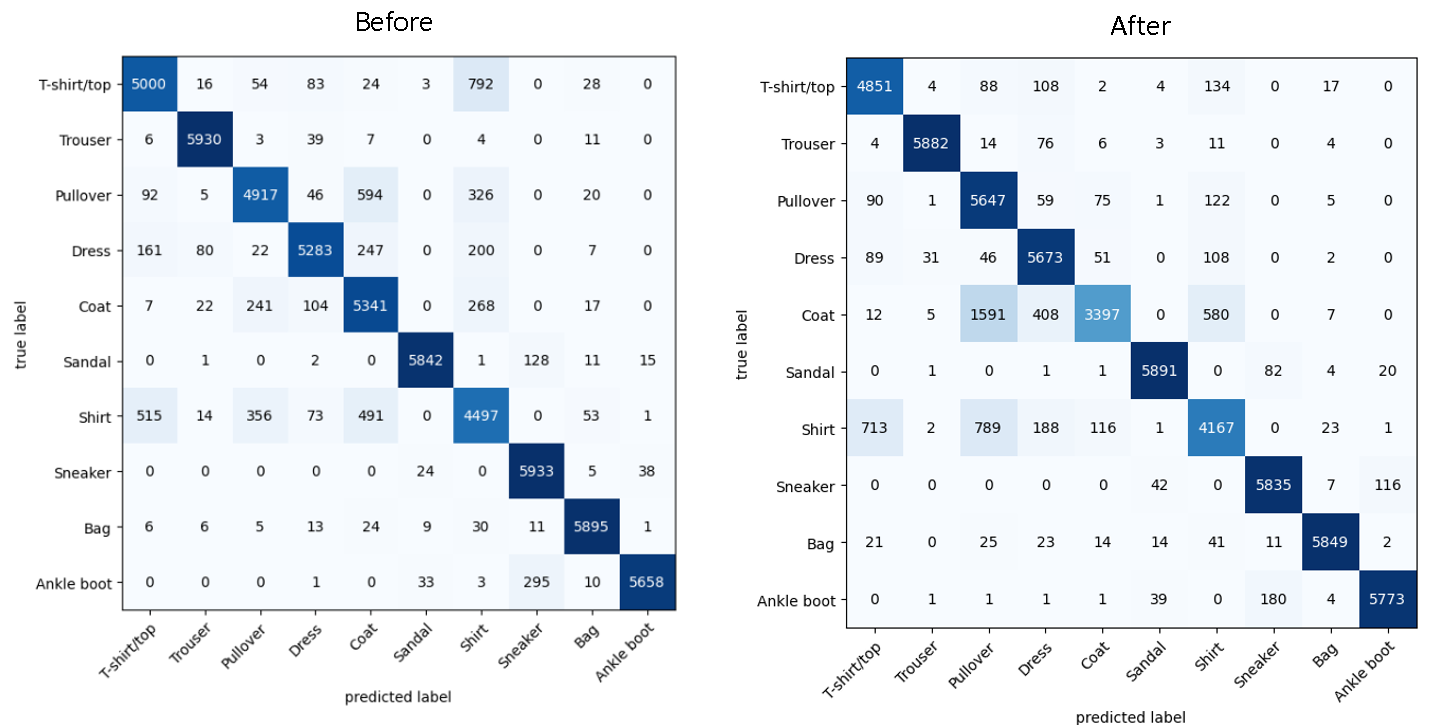 Before
T-shirt/top 5000 16 54 83 24 3 792 0 28 0
Trouser 6 5930 3 39 7 0 4 0 11 0
Pullover 92 5 4917 46 594 0 326 0 20 0
Dress 161 80 22 5283 247 0 200 0 7 0
Coat 7 22 241 104 5341 0 268 0 17 0
Sandal 0 1 2 0 5842 1 128 11 15
Shirt 515 14 356 73 491 0 4497 0 53 1
Sneaker 0 0 0 0 0 24 0 5933 5 38
Bag 6 6 5 13 24 9 30 11 5895 1
Ankle boot 0 0 0 1 0 33 3 295 10 5658
true label
T-shirt/top Trouser Pullover Dress Coat Sandal Shirt Sneaker Bag Ankle boot
predicted label
After
T-shirt/top 4851 4 88 108 2 4 134 0 17 0
Trouser 4 5882 14 76 6 3 11 0 4 0
Pullover 90 1 5647 59 75 1 122 0 5 0
Dress 89 31 46 5673 51 0 108 0 2 0
Coat 12 5 1591 408 3397 0 580 0 7 0
Sandal 0 1 0 1 1 5891 0 82 4 20
Shirt 713 2 789 188 116 1 4167 0 23 1
Sneaker 0 0 0 0 0 42 0 5835 7 116
Bag 21 0 25 23 14 14 41 11 5849 2
Ankle boot 0 1 1 1 1 39 0 180 4 5773
true label
T-shirt/top Trouser Pullover Dress Coat Sandal Shirt Sneaker Bag Ankle boot
predicted label